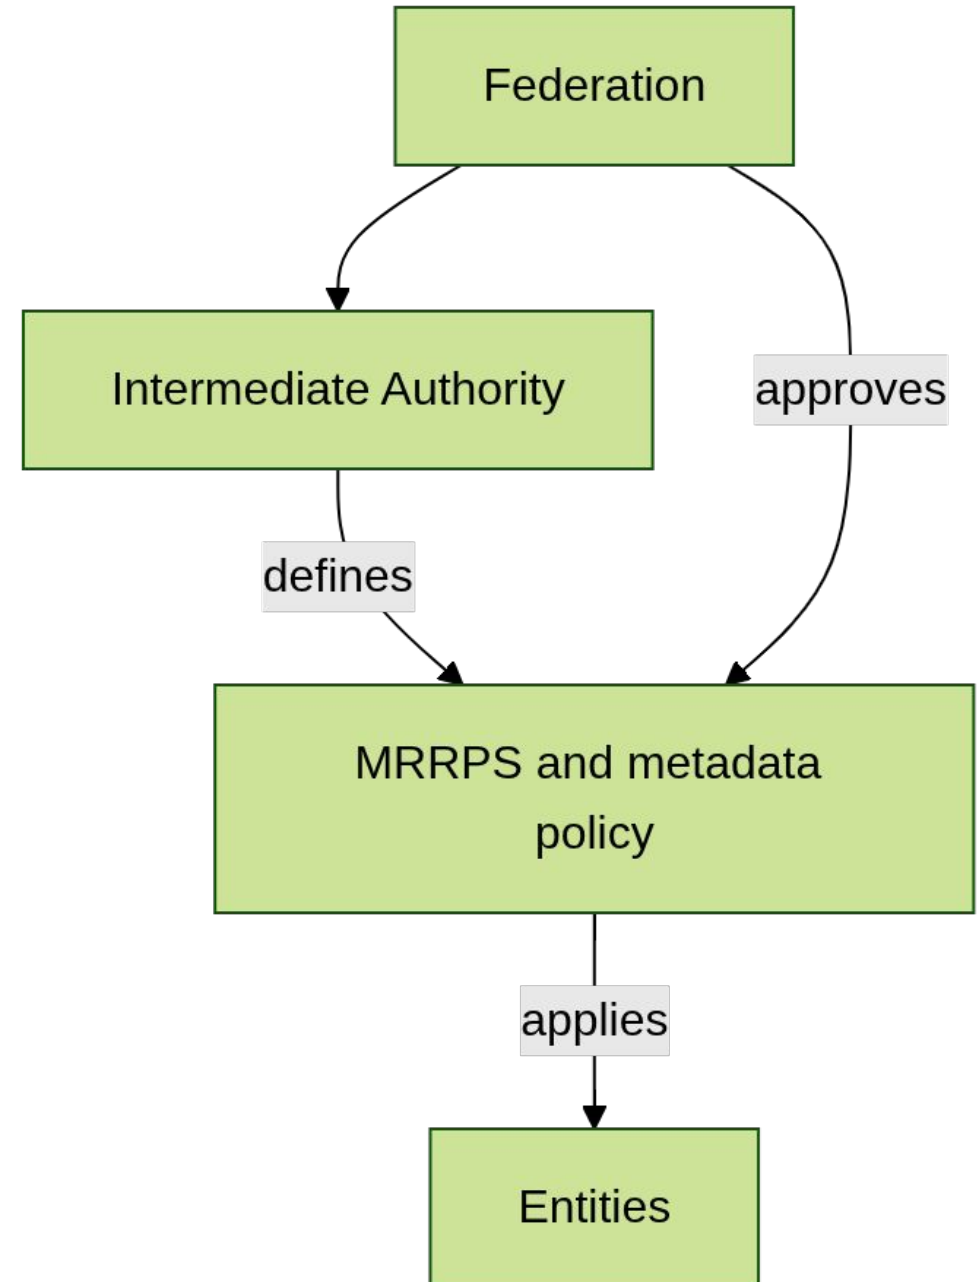 Federation
Intermediate Authority
approves
defines
MRRPS and metadata
policy
applies
Entities